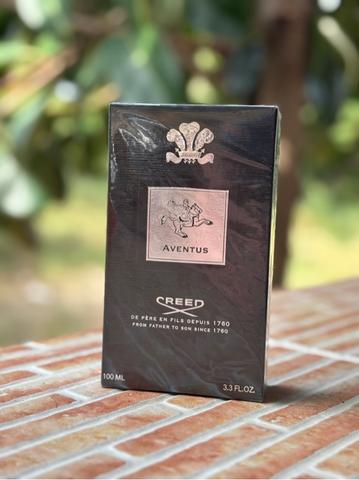 AVENTUS
CREED
DE PÈRE EN FILS DEPUIS 1760
FROM FATHER TO SON SINCE 1760
100 ML
3.3 FL.OZ.